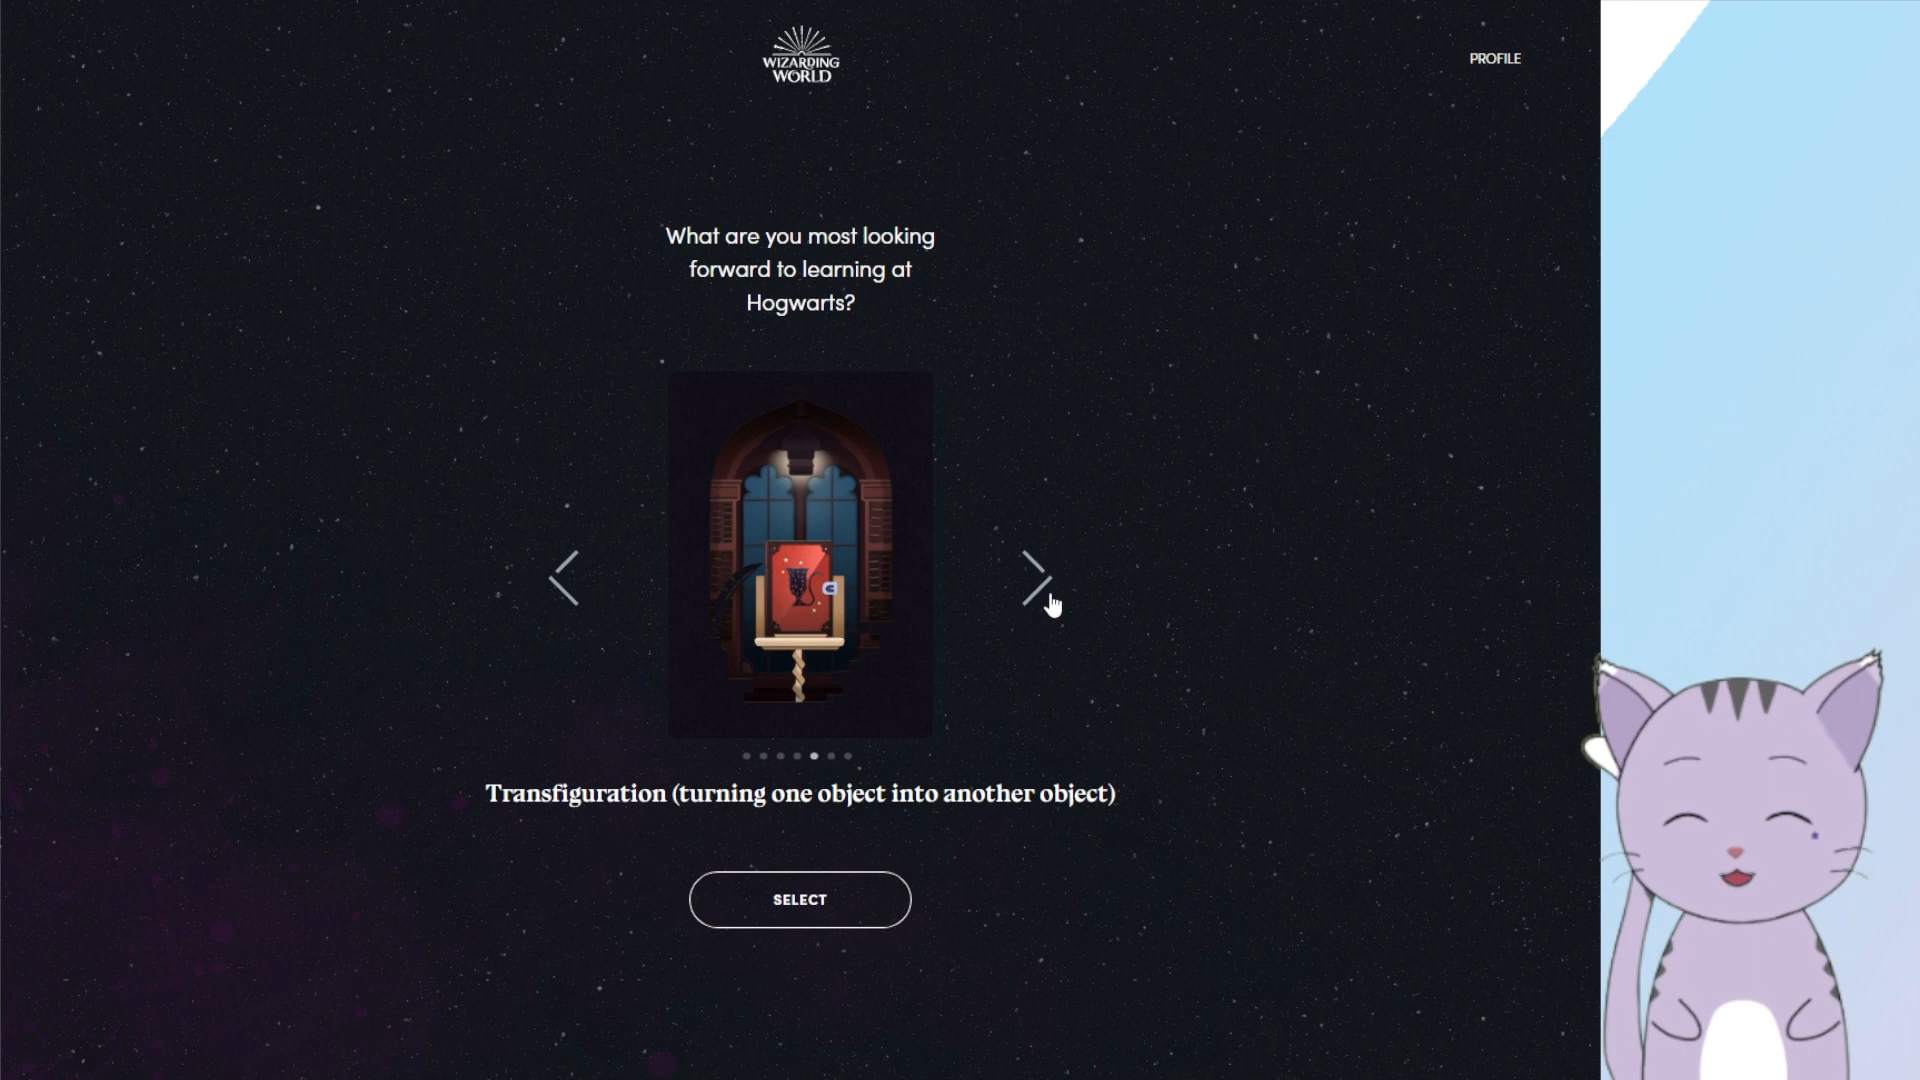 WIZARDING
WORLD
PROFILE
What are you most looking
forward to learning at
Hogwarts?
Transfiguration (turning one object into another object)
SELECT